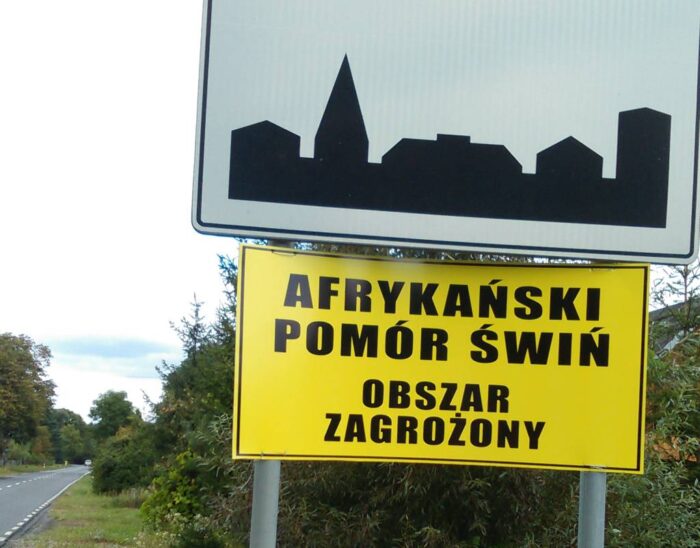 AFRYKAŃSKI
POMÓR ŚWIŃ
OBSZAR
ZAGROŻONY